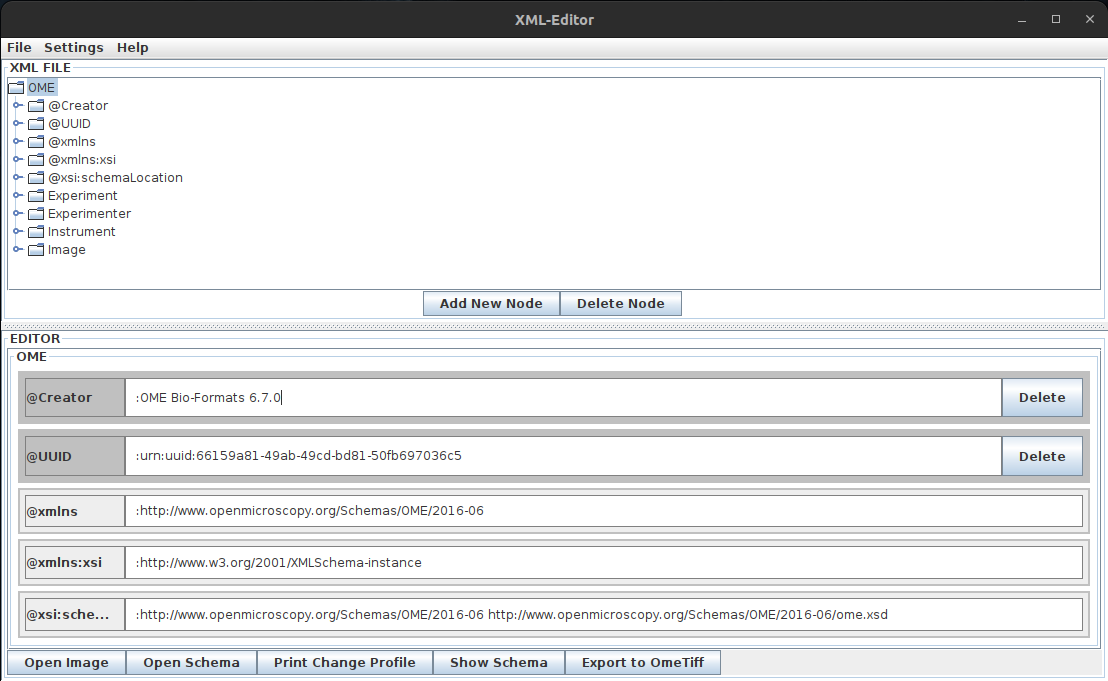 XML-Editor
File Settings Help
XML FILE
OME
@Creator
@UUID
@xmlns
@xmlns:xsi
@xsi:schemaLocation
Experiment
Experimenter
Instrument
Image
Add New Node Delete Node
EDITOR
OME
@Creator :OME Bio-Formats 6.7.0 Delete
@UUID :urn:uuid:66159a81-49ab-49cd-bd81-50fb697036c5 Delete
@xmlns :http://www.openmicroscopy.org/Schemas/OME/2016-06
@xmlns:xsi :http://www.w3.org/2001/XMLSchema-instance
@xsi:sche... :http://www.openmicroscopy.org/Schemas/OME/2016-06 http://www.openmicroscopy.org/Schemas/OME/2016-06/ome.xsd
Open Image Open Schema Print Change Profile Show Schema Export to OmeTiff